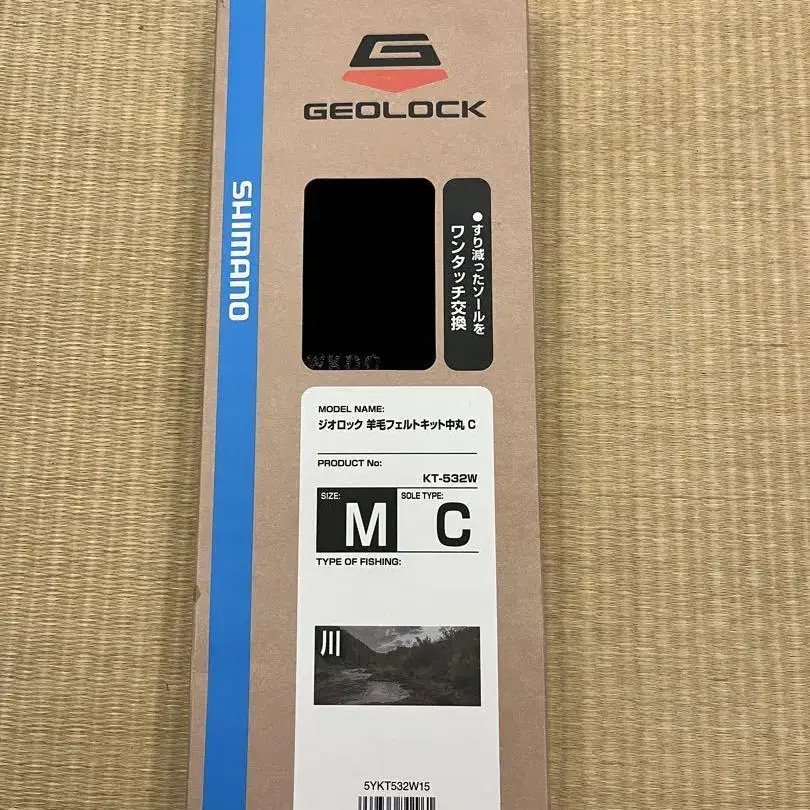 GEOLOCK
SHIMANO
●すり減ったソールを
ワンタッチ交換
WKDO
MODEL NAME:
ジオロック 羊毛フェルトキット中丸 C
PRODUCT No:
KT-532W
SIZE:
M
SOLE TYPE:
C
TYPE OF FISHING:
川
5YKT532W15